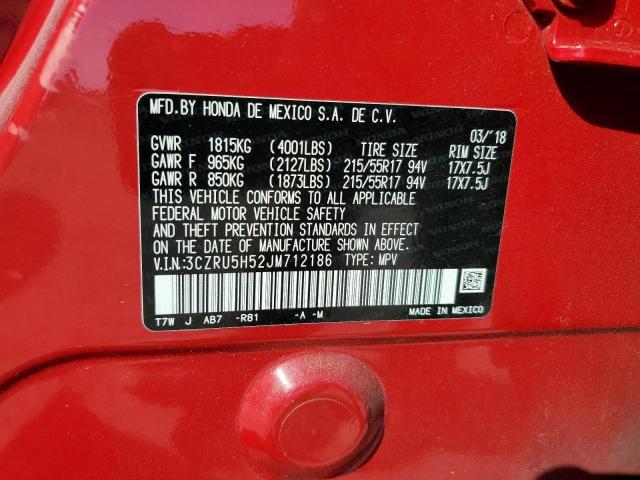 MFD.BY HONDA DE MEXICO S.A. DE C.V.
03/'18
GVWR 1815KG (4001LBS) TIRE SIZE RIM SIZE
GAWR F 965KG (2127LBS) 215/55R17 94V 17X7.5J
GAWR R 850KG (1873LBS) 215/55R17 94V 17X7.5J
THIS VEHICLE CONFORMS TO ALL APPLICABLE
FEDERAL MOTOR VEHICLE SAFETY
AND THEFT PREVENTION STANDARDS IN EFFECT
ON THE DATE OF MANUFACTURE SHOWN ABOVE.
V.I.N:3CZRU5H52JM712186 TYPE: MPV
T7W J AB7 -R81 -A -M MADE IN MEXICO